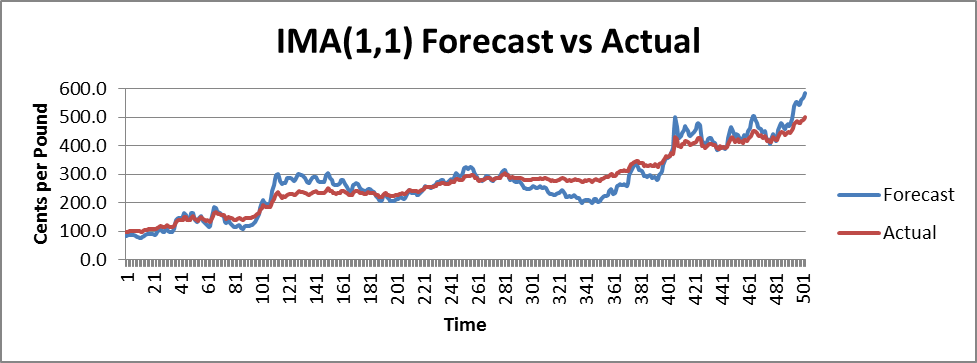 IMA(1,1) Forecast vs Actual
Cents per Pound
600.0
500.0
400.0
300.0
200.0
100.0
0.0
1 21 41 61 81 101 121 141 161 181 201 221 241 261 281 301 321 341 361 381 401 421 441 461 481 501
Time
Forecast
Actual